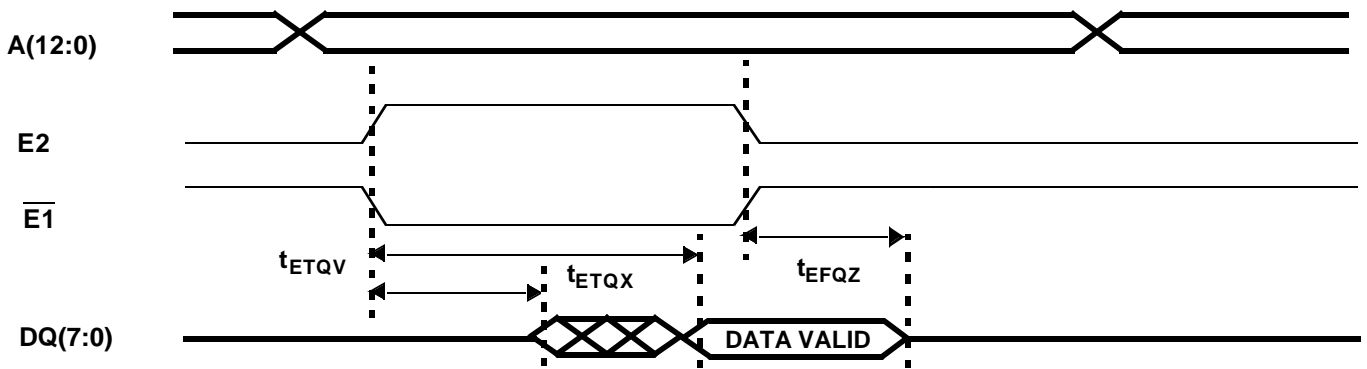 A(12:0)
E2
E1
tETQV
tETQX
tEFQZ
DQ(7:0)
DATA VALID